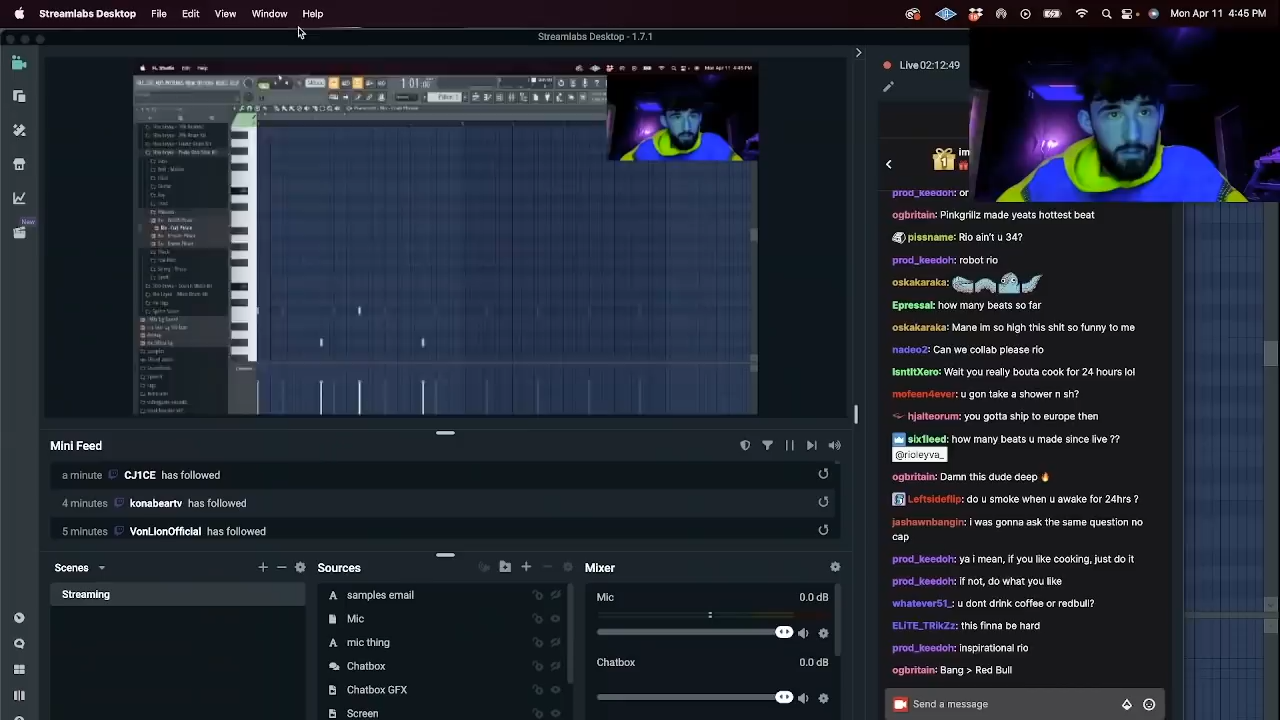 Streamlabs Desktop File Edit View Window Help Mon Apr 11 4:45 PM
Streamlabs Desktop - 1.7.1
Live 02:12:49
New
prod_keedoh: or
ogbritain: Pinkgrillz made yeats tottest beat
pissname: Rio ain't u 34?
prod_keedoh: robot rio
oskakaraka:
Epressal: how many beats so far
oskakaraka: Mane im so high this shit so funny to me
nadeo2: Can we collab please rio
IsntItXero: Wait you really bouta cook for 24 hours lol
mofeen4ever: u gon take a shower n sh?
hjalteorum: you gotta ship to europe then
six1leed: how many beats u made since live ??
@rioleyva_
ogbritain: Damn this dude deep
Leftsideflip: do u smoke when u awake for 24hrs ?
jashawnbangin: i was gonna ask the same question no
cap
prod_keedoh: ya i mean, if you like cooking, just do it
prod_keedoh: if not, do what you like
whatever51_: u dont drink coffee or redbull?
ELiTE_TRikZz: this finna be hard
prod_keedoh: inspirational rio
ogbritain: Bang > Red Bull
Send a message
Mini Feed
a minute CJ1CE has followed
4 minutes konabeartv has followed
5 minutes VonLionOfficial has followed
Scenes
Streaming
Sources
samples email
Mic
mic thing
Chatbox
Chatbox GFX
Screen
Mixer
Mic 0.0 dB
Chatbox 0.0 dB